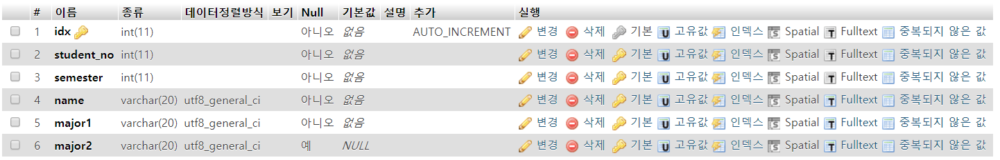 # 이름 종류 데이터정렬방식 보기 Null 기본값 설명 추가 실행
1 idx int(11) 아니오 없음 AUTO_INCREMENT 변경 삭제 기본 고유값 인덱스 Spatial Fulltext 중복되지 않은 값
2 student_no int(11) 아니오 없음 변경 삭제 기본 고유값 인덱스 Spatial Fulltext 중복되지 않은 값
3 semester int(11) 아니오 없음 변경 삭제 기본 고유값 인덱스 Spatial Fulltext 중복되지 않은 값
4 name varchar(20) utf8_general_ci 아니오 없음 변경 삭제 기본 고유값 인덱스 Spatial Fulltext 중복되지 않은 값
5 major1 varchar(20) utf8_general_ci 아니오 없음 변경 삭제 기본 고유값 인덱스 Spatial Fulltext 중복되지 않은 값
6 major2 varchar(20) utf8_general_ci 예 NULL 변경 삭제 기본 고유값 인덱스 Spatial Fulltext 중복되지 않은 값